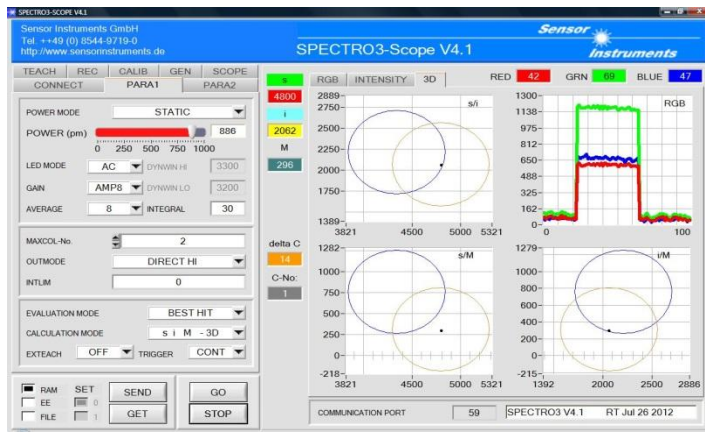 SPECTRO3-SCOPE V4.1
Sensor Instruments GmbH
Tel. ++49 (0) 8544-9719-0
http://www.sensorinstruments.de
SPECTRO3-Scope V4.1
Sensor Instruments
TEACH REC CALIB GEN SCOPE
CONNECT PARA1 PARA2
POWER MODE STATIC
POWER (pm) 886
0 250 500 750 1000
LED MODE AC DYNWIN HI 3300
GAIN AMP8 DYNWIN LO 3200
AVERAGE 8 INTEGRAL 30
MAXCOL-No. 2
OUTMODE DIRECT HI
INTLIM 0
EVALUATION MODE BEST HIT
CALCULATION MODE s i M - 3D
EXTEACH OFF TRIGGER CONT
RAM SET SEND GO
EE 0
FILE 1 GET STOP
s
4800
i
2062
M
296
delta C
14
C-No:
1
RGB INTENSITY 3D RED 42 GRN 69 BLUE 47
s/i
2889
2750
2500
2250
2000
1750
1389
3821 4500 5000 5321
RGB
1300
1138
975
812
650
488
325
162
0
0 100
s/M
1282
1000
750
500
250
0
-218
3821 4500 5000 5321
i/M
1279
1000
800
600
400
200
0
-215
1392 2000 2500 2886
COMMUNICATION PORT 59 SPECTRO3 V4.1 RT Jul 26 2012